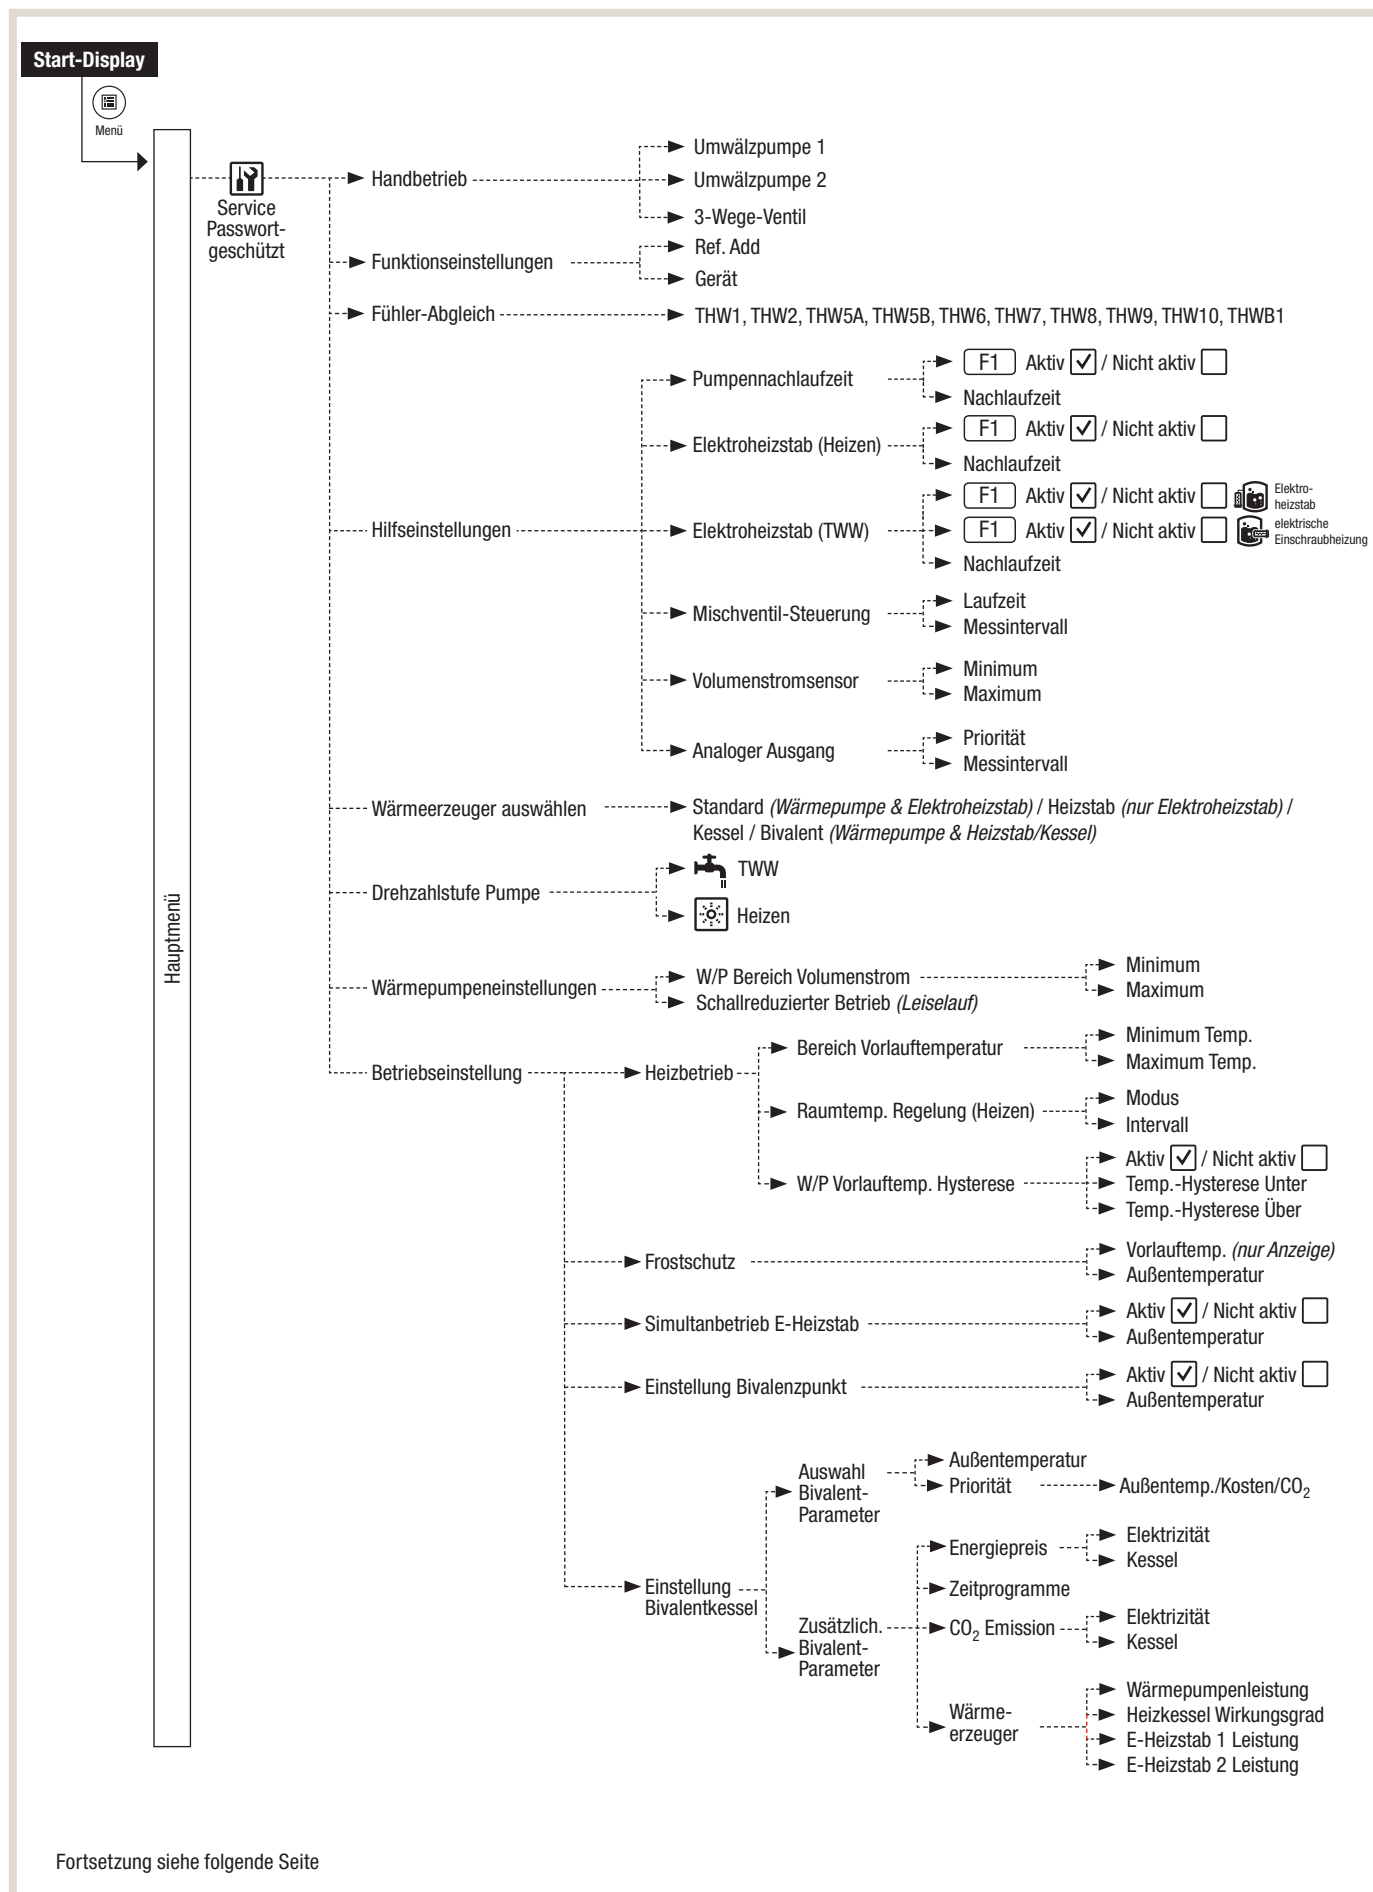 Start-Display
Menü
Hauptmenü
Service
Passwort-
geschützt
Handbetrieb
Umwälzpumpe 1
Umwälzpumpe 2
3-Wege-Ventil
Funktionseinstellungen
Ref. Add
Gerät
Fühler-Abgleich
THW1, THW2, THW5A, THW5B, THW6, THW7, THW8, THW9, THW10, THWB1
Hilfseinstellungen
Pumpennachlaufzeit
F1 Aktiv / Nicht aktiv
Nachlaufzeit
Elektroheizstab (Heizen)
F1 Aktiv / Nicht aktiv
Nachlaufzeit
Elektroheizstab (TWW)
F1 Aktiv / Nicht aktiv
Elektro-
heizstab
F1 Aktiv / Nicht aktiv
elektrische
Einschraubheizung
Nachlaufzeit
Mischventil-Steuerung
Laufzeit
Messintervall
Volumenstromsensor
Minimum
Maximum
Analoger Ausgang
Priorität
Messintervall
Wärmeerzeuger auswählen
Standard (Wärmepumpe & Elektroheizstab) / Heizstab (nur Elektroheizstab) /
Kessel / Bivalent (Wärmepumpe & Heizstab/Kessel)
Drehzahlstufe Pumpe
TWW
Heizen
Wärmepumpeneinstellungen
W/P Bereich Volumenstrom
Minimum
Maximum
Schallreduzierter Betrieb (Leiselauf)
Betriebseinstellung
Heizbetrieb
Bereich Vorlauftemperatur
Minimum Temp.
Maximum Temp.
Raumtemp. Regelung (Heizen)
Modus
Intervall
W/P Vorlauftemp. Hysterese
Aktiv / Nicht aktiv
Temp.-Hysterese Unter
Temp.-Hysterese Über
Frostschutz
Vorlauftemp. (nur Anzeige)
Außentemperatur
Simultanbetrieb E-Heizstab
Aktiv / Nicht aktiv
Außentemperatur
Einstellung Bivalenzpunkt
Aktiv / Nicht aktiv
Außentemperatur
Einstellung
Bivalentkessel
Auswahl
Bivalent-
Parameter
Außentemperatur
Priorität
Außentemp./Kosten/CO₂
Zusätzlich.
Bivalent-
Parameter
Energiepreis
Elektrizität
Kessel
Zeitprogramme
CO₂ Emission
Elektrizität
Kessel
Wärme-
erzeuger
Wärmepumpenleistung
Heizkessel Wirkungsgrad
E-Heizstab 1 Leistung
E-Heizstab 2 Leistung
Fortsetzung siehe folgende Seite